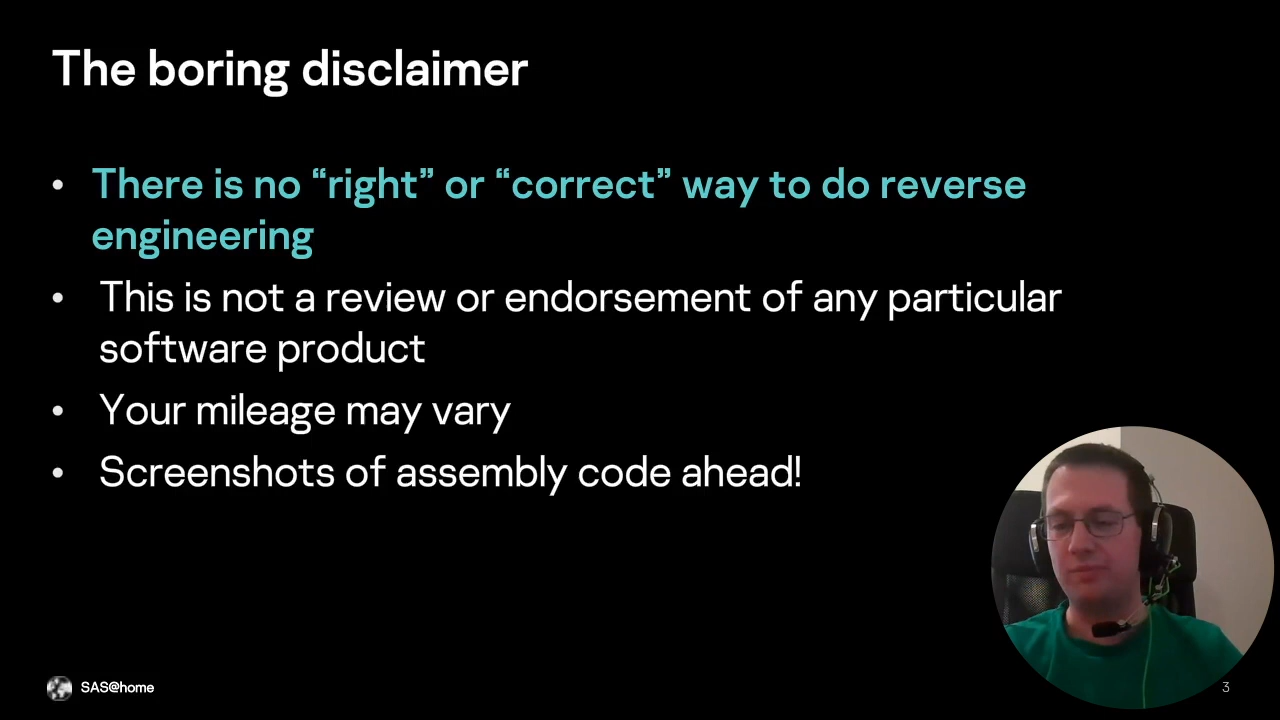 The boring disclaimer
• There is no “right” or “correct” way to do reverse
engineering
• This is not a review or endorsement of any particular
software product
• Your mileage may vary
• Screenshots of assembly code ahead!
SAS@home
3